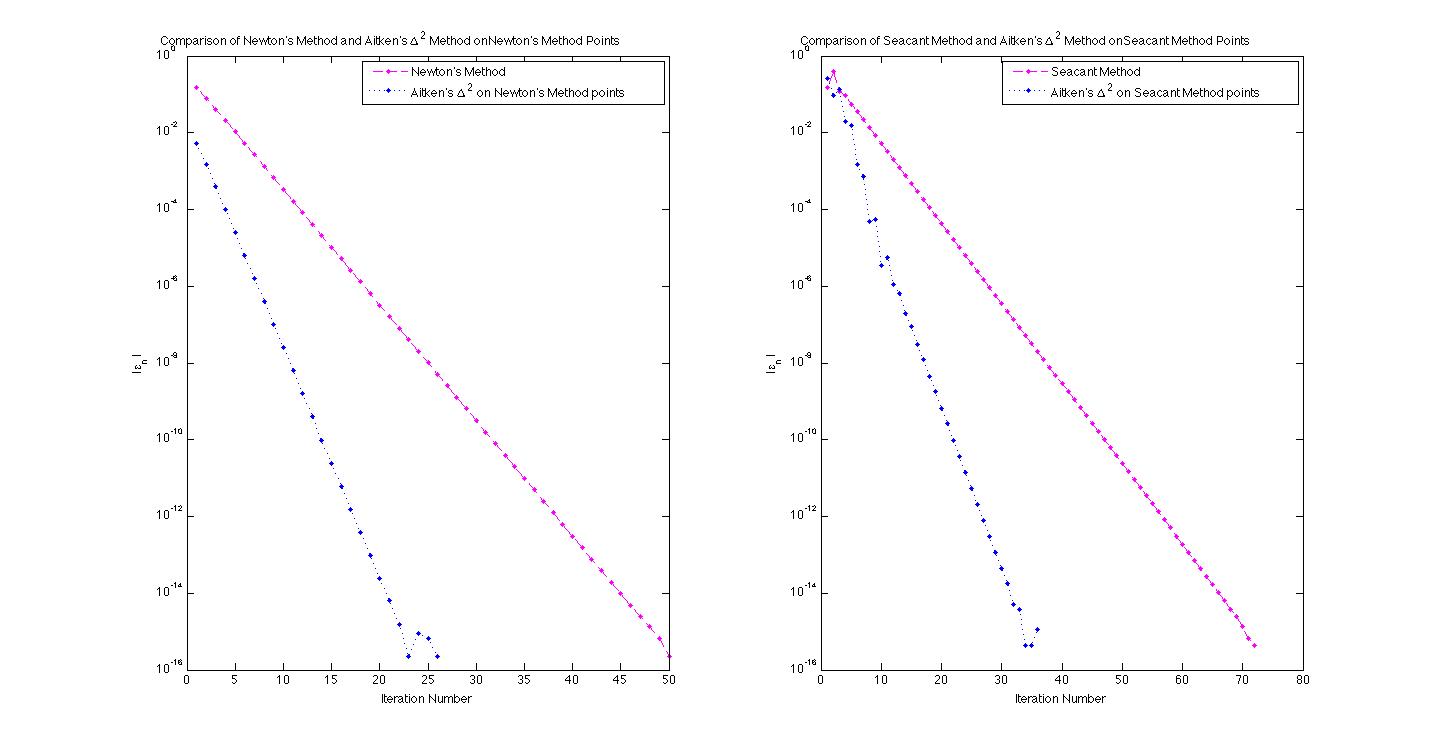 Comparison of Newton's Method and Aitken's Δ² Method onNewton's Method Points
10⁰
10⁻²
10⁻⁴
10⁻⁶
10⁻⁸
10⁻¹⁰
10⁻¹²
10⁻¹⁴
10⁻¹⁶
|εₙ|
Newton's Method
Aitken's Δ² on Newton's Method points
0 5 10 15 20 25 30 35 40 45 50
Iteration Number
Comparison of Seacant Method and Aitken's Δ² Method onSeacant Method Points
10⁰
10⁻²
10⁻⁴
10⁻⁶
10⁻⁸
10⁻¹⁰
10⁻¹²
10⁻¹⁴
10⁻¹⁶
|εₙ|
Seacant Method
Aitken's Δ² on Seacant Method points
0 10 20 30 40 50 60 70 80
Iteration Number